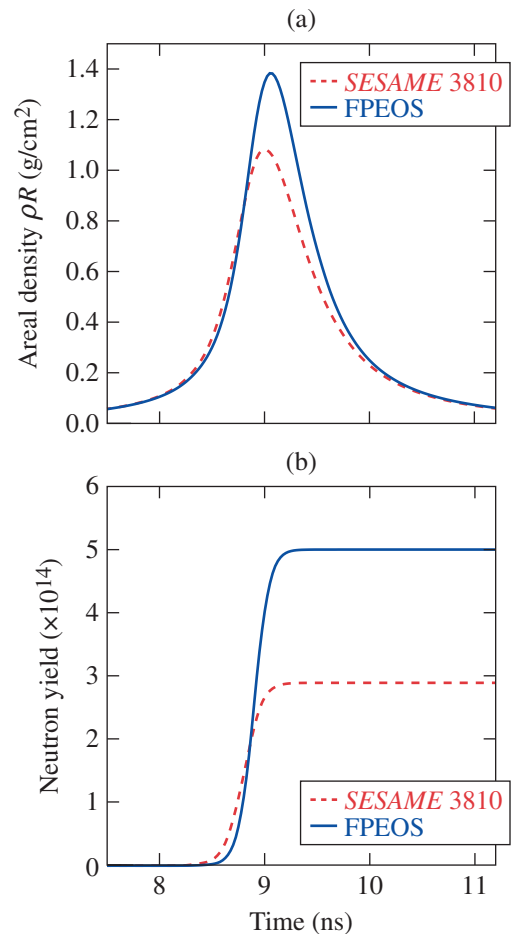 (a)
1.4
1.2
1.0
0.8
0.6
0.4
0.2
0.0
Areal density ρR (g/cm²)
SESAME 3810
FPEOS
(b)
6
5
4
3
2
1
0
Neutron yield (×10¹⁴)
SESAME 3810
FPEOS
8 9 10 11
Time (ns)